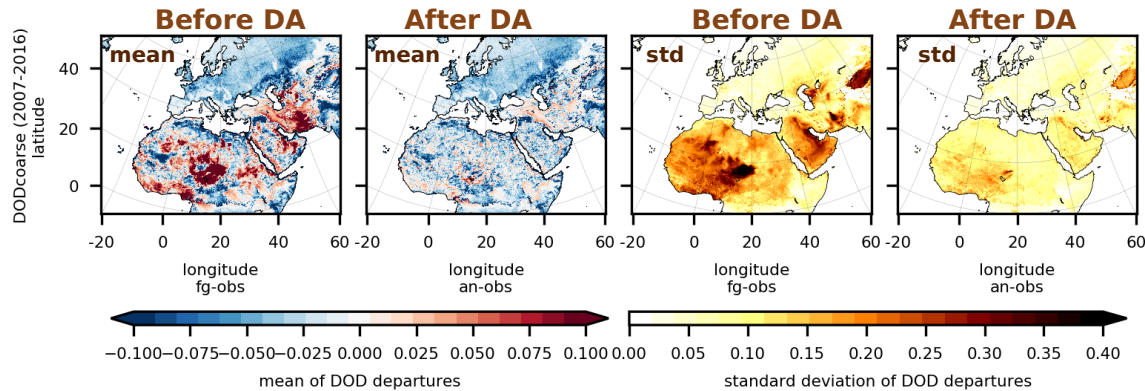 Before DA
After DA
Before DA
After DA
DODcoarse (2007-2016)
latitude
mean
mean
std
std
40
20
0
-20 0 20 40 60
-20 0 20 40 60
-20 0 20 40 60
-20 0 20 40 60
longitude
fg-obs
longitude
an-obs
longitude
fg-obs
longitude
an-obs
−0.100 −0.075 −0.050 −0.025 0.000 0.025 0.050 0.075 0.100
mean of DOD departures
0.00 0.05 0.10 0.15 0.20 0.25 0.30 0.35 0.40
standard deviation of DOD departures